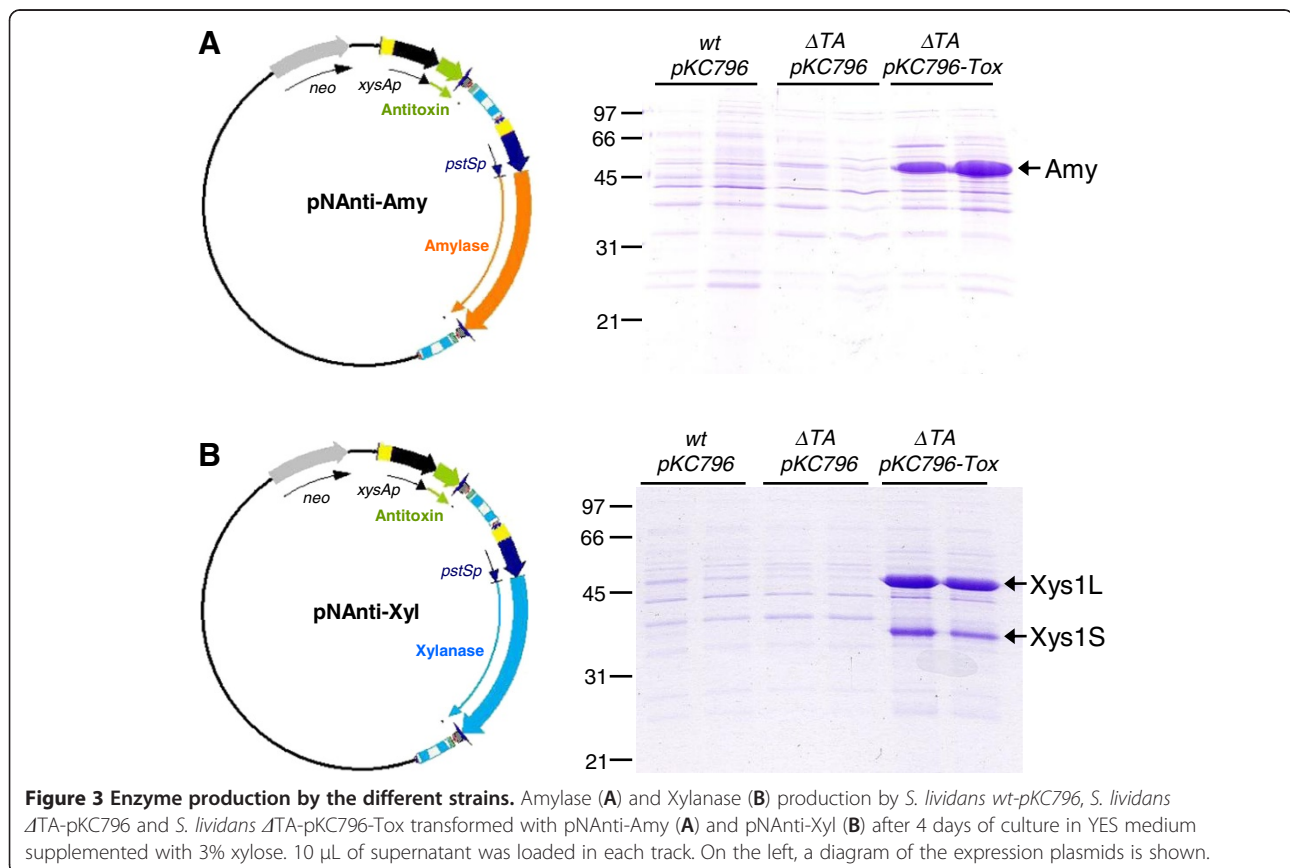 A
neo
xysAp
Antitoxin
pstSp
pNAnti-Amy
Amylase
wt
pKC796
ΔTA
pKC796
ΔTA
pKC796-Tox
97
66
45
31
21
Amy
B
neo
xysAp
Antitoxin
pstSp
pNAnti-Xyl
Xylanase
wt
pKC796
ΔTA
pKC796
ΔTA
pKC796-Tox
97
66
45
31
21
Xys1L
Xys1S
Figure 3 Enzyme production by the different strains. Amylase (A) and Xylanase (B) production by S. lividans wt-pKC796, S. lividans
ΔTA-pKC796 and S. lividans ΔTA-pKC796-Tox transformed with pNAnti-Amy (A) and pNAnti-Xyl (B) after 4 days of culture in YES medium
supplemented with 3% xylose. 10 μL of supernatant was loaded in each track. On the left, a diagram of the expression plasmids is shown.